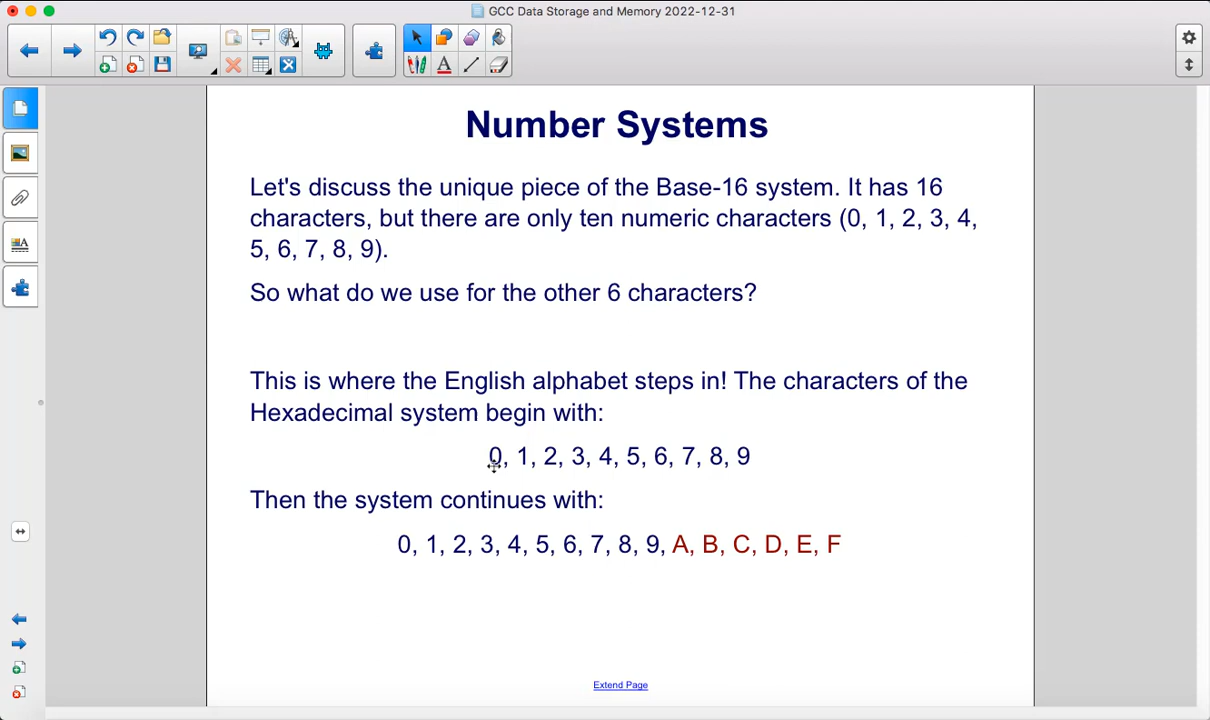 GCC Data Storage and Memory 2022-12-31
Number Systems
Let's discuss the unique piece of the Base-16 system. It has 16
characters, but there are only ten numeric characters (0, 1, 2, 3, 4,
5, 6, 7, 8, 9).
So what do we use for the other 6 characters?
This is where the English alphabet steps in! The characters of the
Hexadecimal system begin with:
0, 1, 2, 3, 4, 5, 6, 7, 8, 9
Then the system continues with:
0, 1, 2, 3, 4, 5, 6, 7, 8, 9, A, B, C, D, E, F
Extend Page